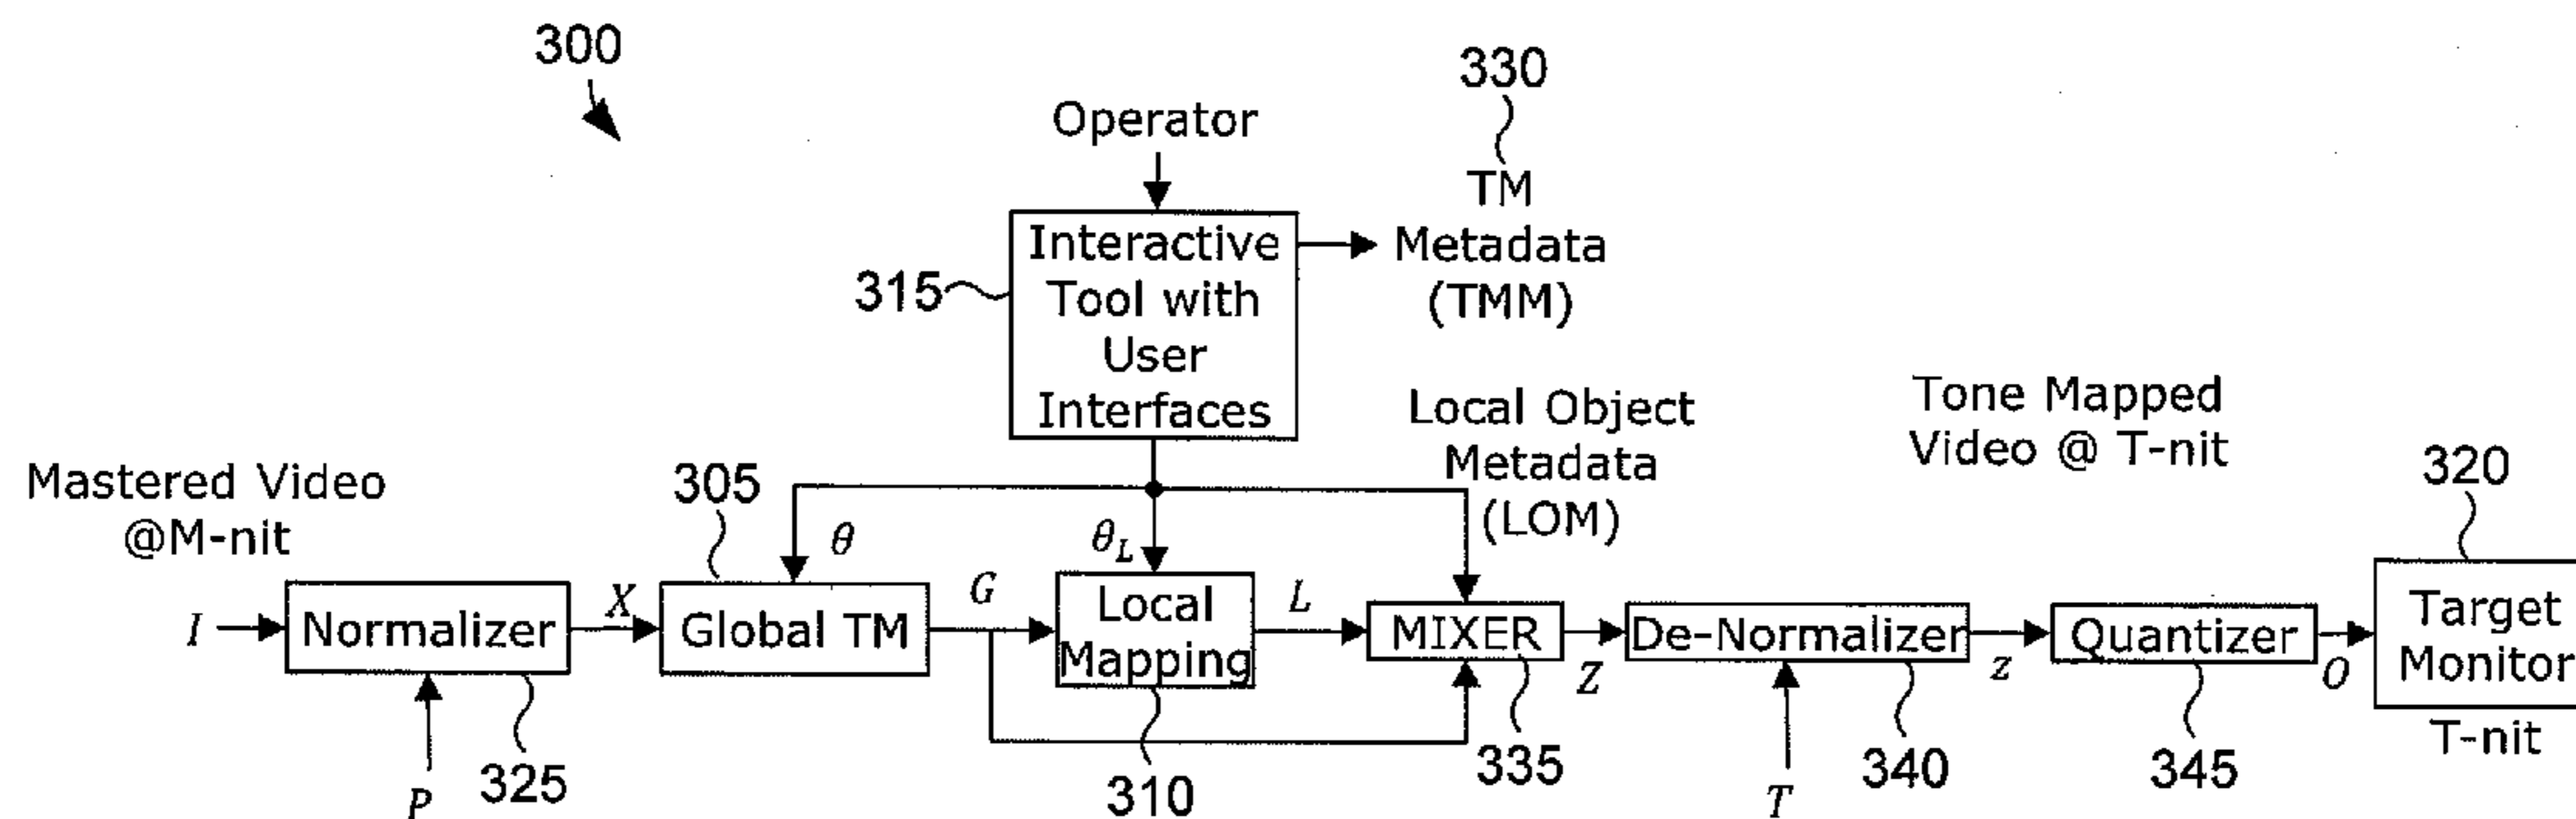 300
Operator
330
TM
Metadata
(TMM)
315
Interactive
Tool with
User
Interfaces
Local Object
Metadata
(LOM)
Tone Mapped
Video @ T-nit
Mastered Video
@M-nit
305
θ
θL
320
I
Normalizer
X
Global TM
G
Local
Mapping
L
MIXER
Z
De-Normalizer
z
Quantizer
O
Target
Monitor
T-nit
P
325
310
335
T
340
345